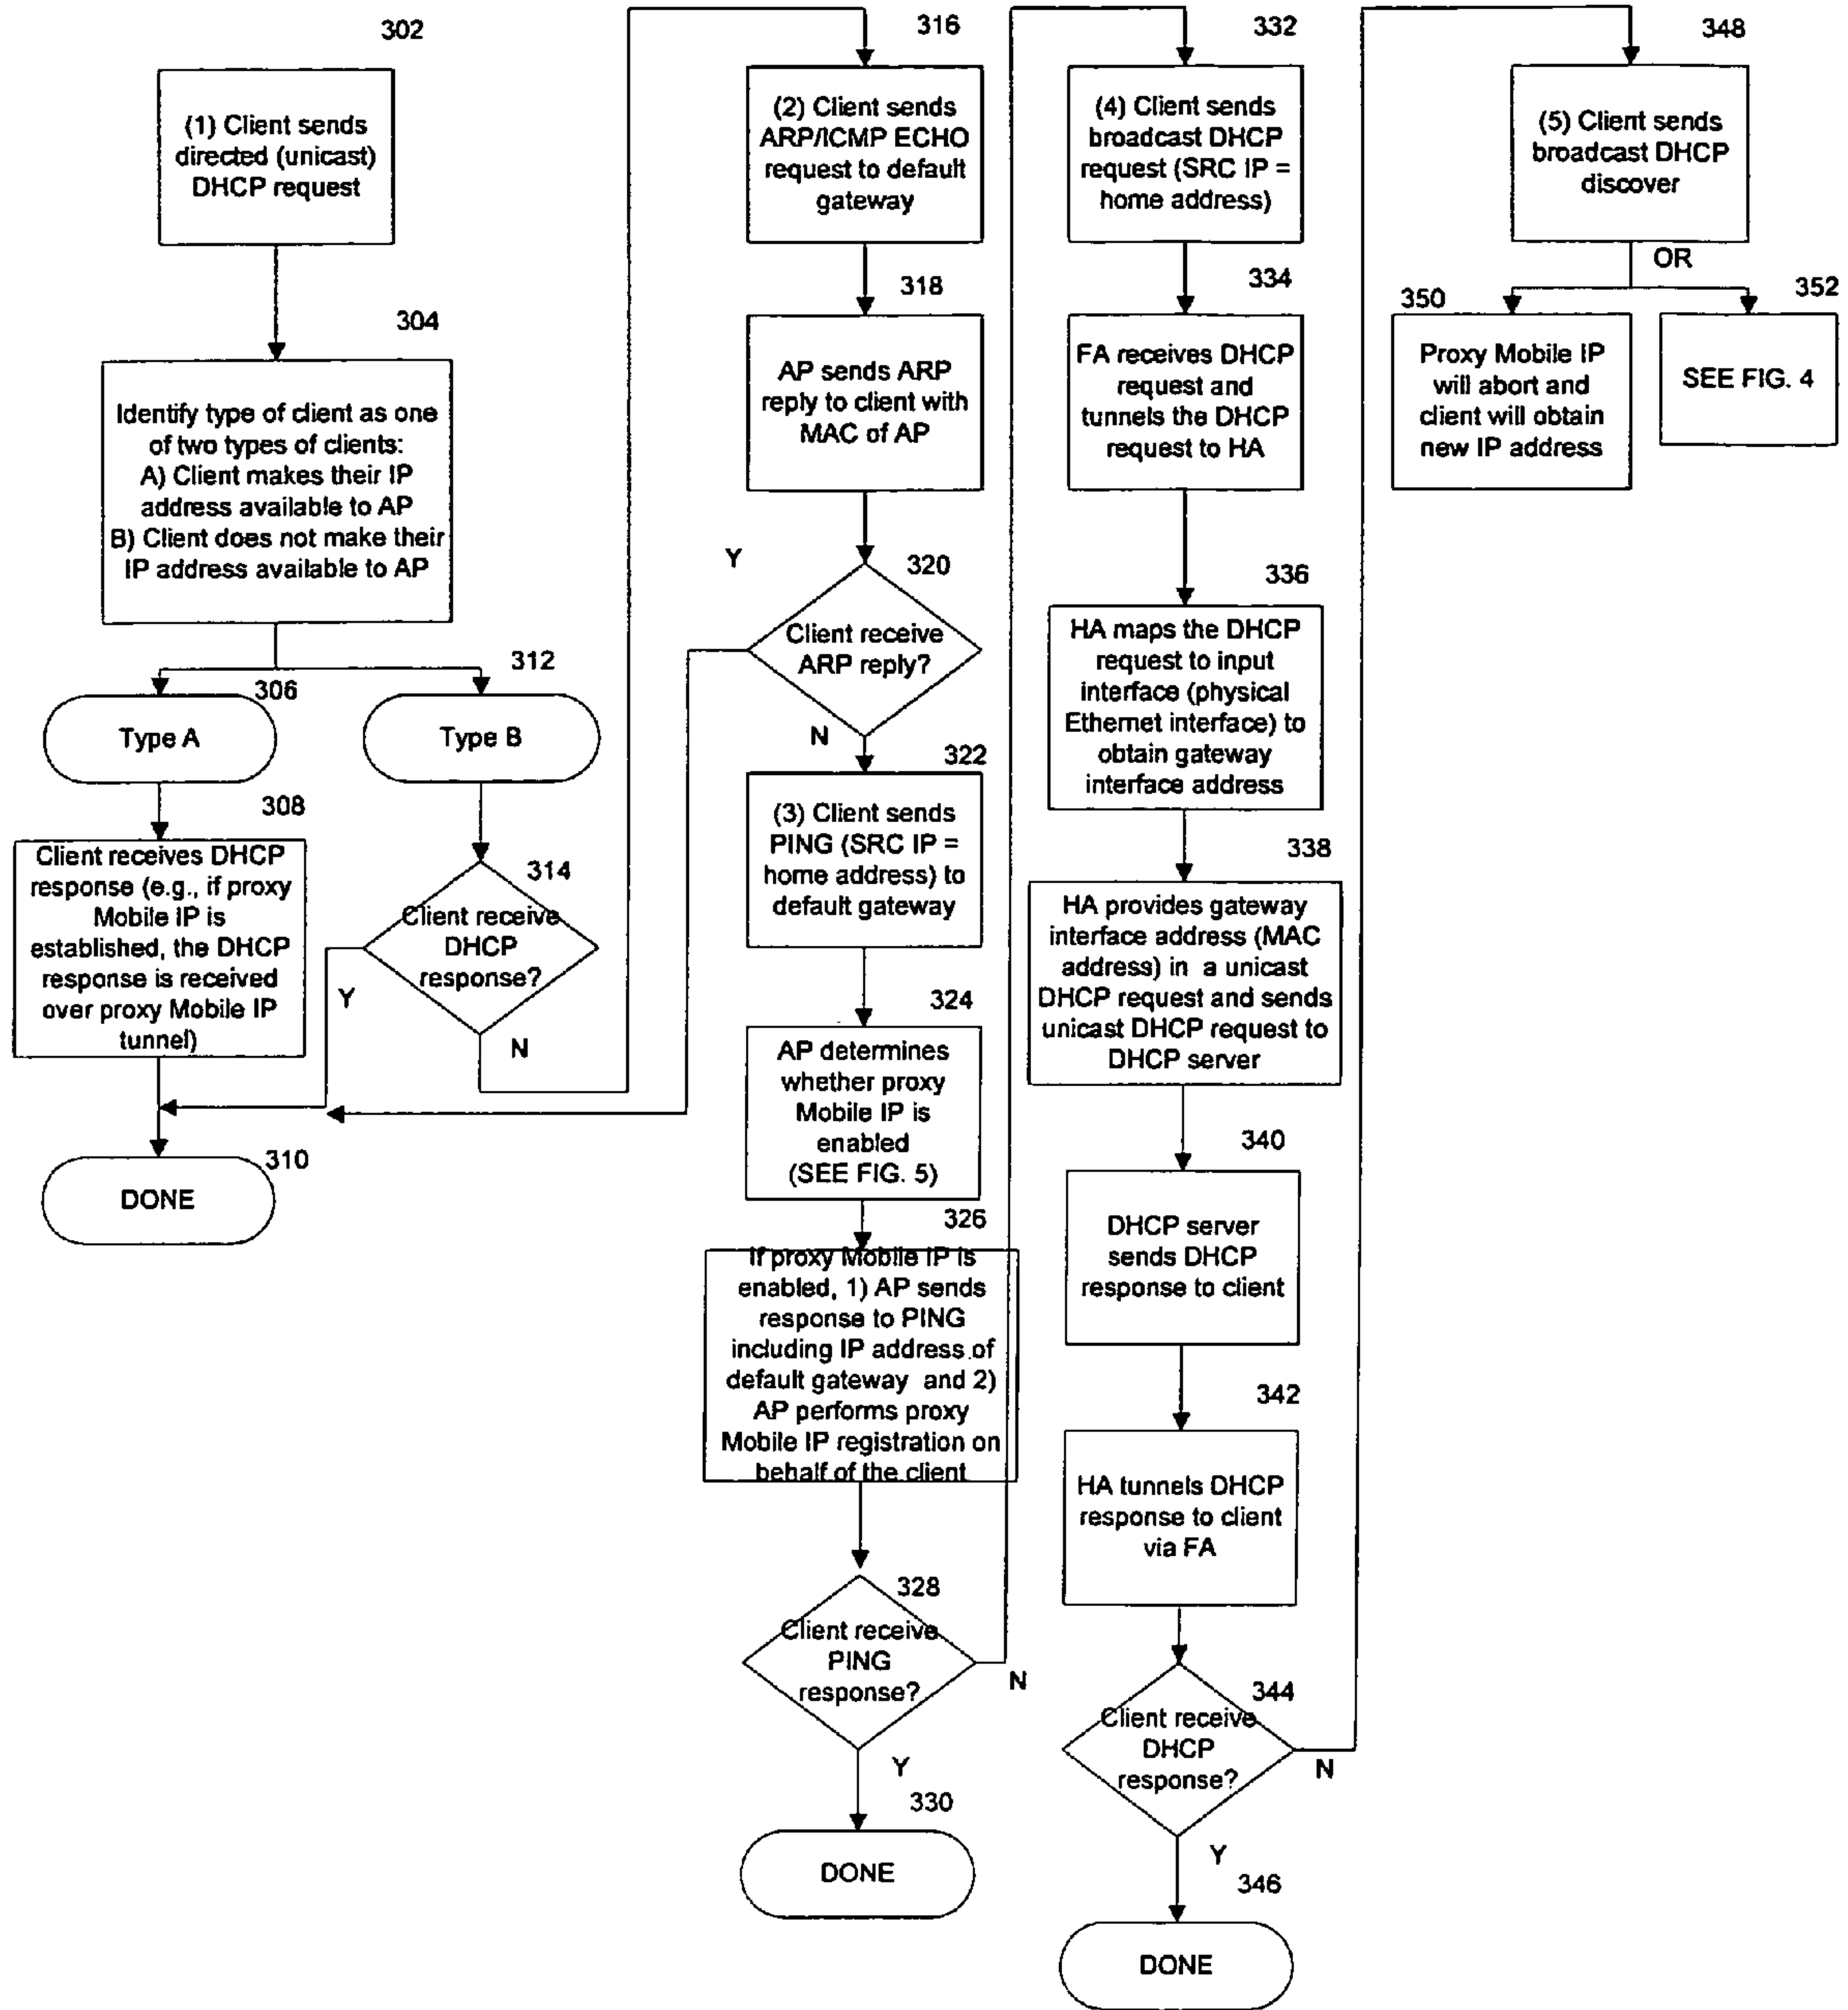 302
(1) Client sends
directed (unicast)
DHCP request
304
Identify type of client as one
of two types of clients:
A) Client makes their IP
address available to AP
B) Client does not make their
IP address available to AP
306
Type A
312
Type B
308
Client receives DHCP
response (e.g., if proxy
Mobile IP is
established, the DHCP
response is received
over proxy Mobile IP
tunnel)
314
Client receive
DHCP
response?
Y
N
310
DONE
316
(2) Client sends
ARP/ICMP ECHO
request to default
gateway
318
AP sends ARP
reply to client with
MAC of AP
Y
320
Client receive
ARP reply?
N
322
(3) Client sends
PING (SRC IP =
home address) to
default gateway
324
AP determines
whether proxy
Mobile IP is
enabled
(SEE FIG. 5)
326
If proxy Mobile IP is
enabled, 1) AP sends
response to PING
including IP address of
default gateway and 2)
AP performs proxy
Mobile IP registration on
behalf of the client
328
Client receive
PING
response?
N
Y
330
DONE
332
(4) Client sends
broadcast DHCP
request (SRC IP =
home address)
334
FA receives DHCP
request and
tunnels the DHCP
request to HA
336
HA maps the DHCP
request to input
interface (physical
Ethernet interface) to
obtain gateway
interface address
338
HA provides gateway
interface address (MAC
address) in a unicast
DHCP request and sends
unicast DHCP request to
DHCP server
340
DHCP server
sends DHCP
response to client
342
HA tunnels DHCP
response to client
via FA
344
Client receive
DHCP
response?
N
Y
346
DONE
348
(5) Client sends
broadcast DHCP
discover
OR
350
Proxy Mobile IP
will abort and
client will obtain
new IP address
352
SEE FIG. 4